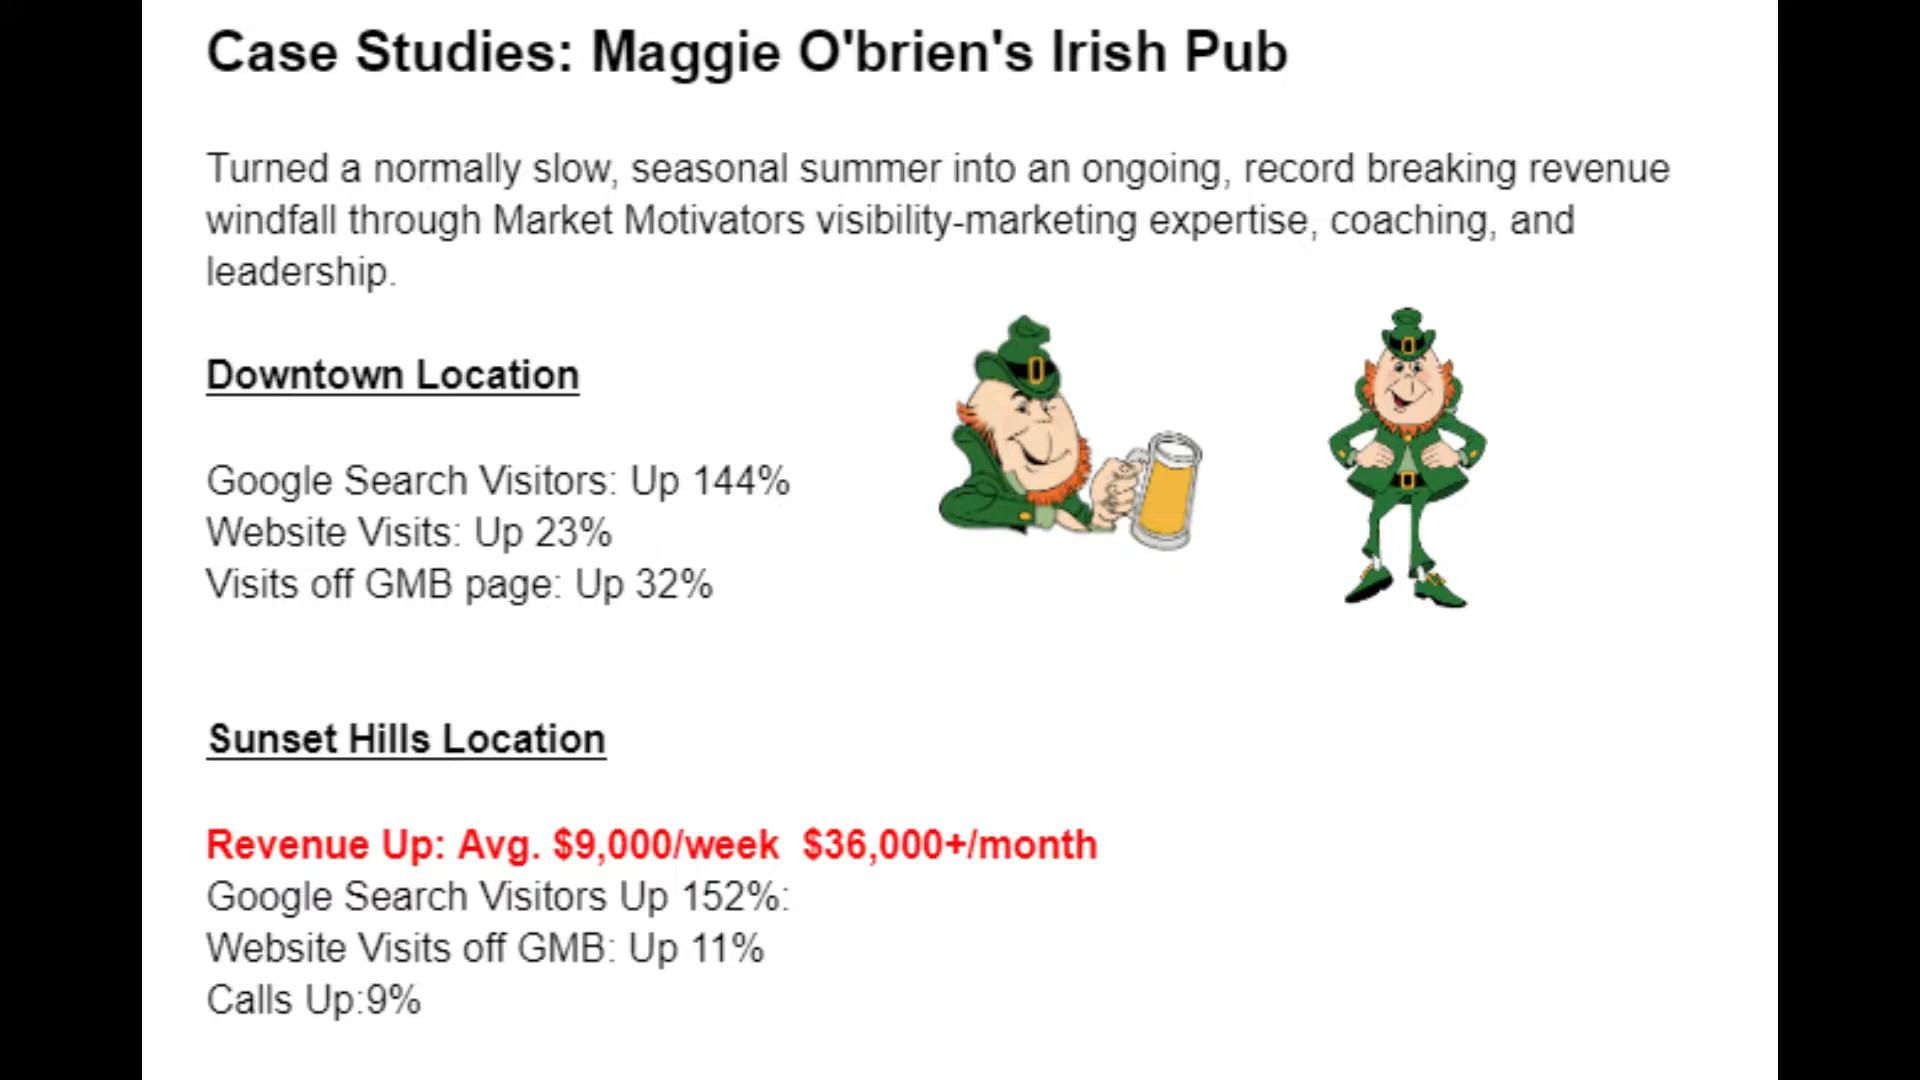 Case Studies: Maggie O'brien's Irish Pub
Turned a normally slow, seasonal summer into an ongoing, record breaking revenue
windfall through Market Motivators visibility-marketing expertise, coaching, and
leadership.
Downtown Location
Google Search Visitors: Up 144%
Website Visits: Up 23%
Visits off GMB page: Up 32%
Sunset Hills Location
Revenue Up: Avg. $9,000/week  $36,000+/month
Google Search Visitors Up 152%:
Website Visits off GMB: Up 11%
Calls Up:9%